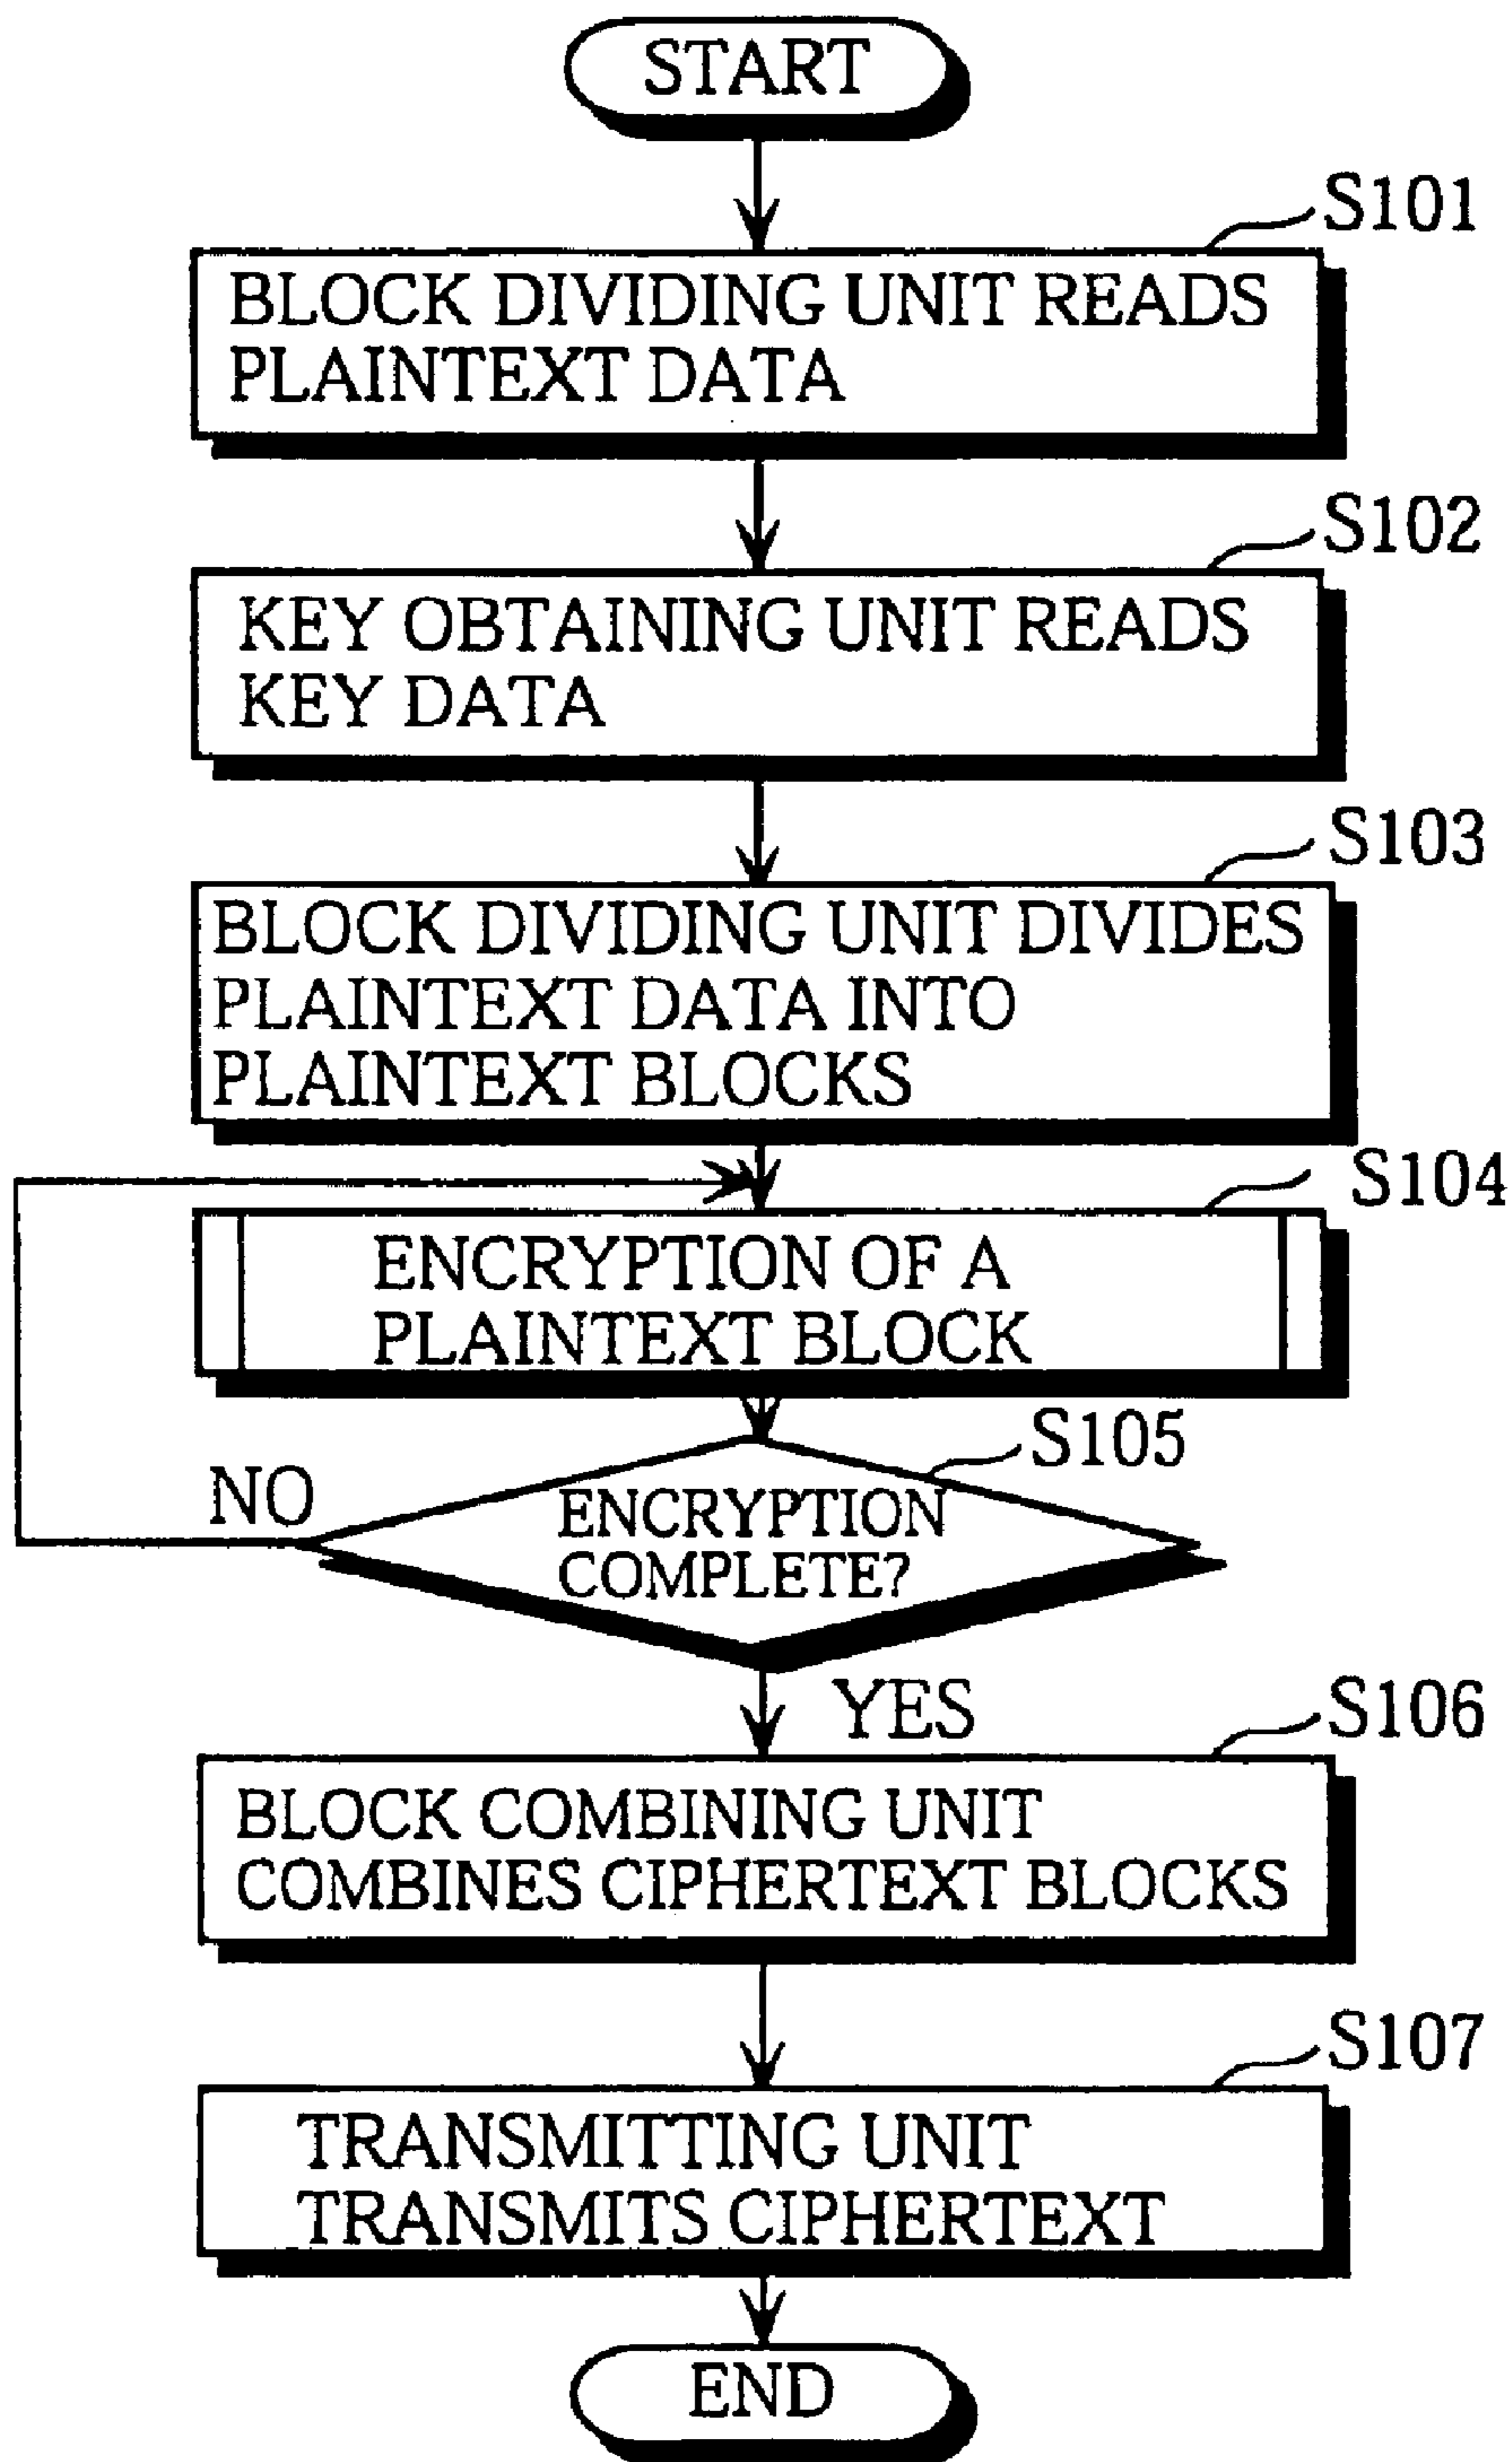 START
S101
BLOCK DIVIDING UNIT READS
PLAINTEXT DATA
S102
KEY OBTAINING UNIT READS
KEY DATA
S103
BLOCK DIVIDING UNIT DIVIDES
PLAINTEXT DATA INTO
PLAINTEXT BLOCKS
S104
ENCRYPTION OF A
PLAINTEXT BLOCK
S105
NO
ENCRYPTION
COMPLETE?
YES
S106
BLOCK COMBINING UNIT
COMBINES CIPHERTEXT BLOCKS
S107
TRANSMITTING UNIT
TRANSMITS CIPHERTEXT
END